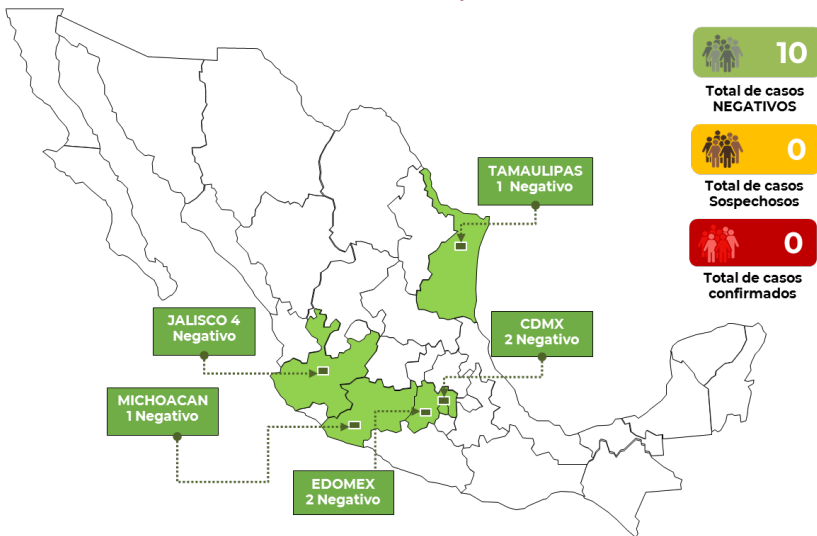 10
Total de casos
NEGATIVOS
0
Total de casos
Sospechosos
0
Total de casos
confirmados
TAMAULIPAS
1 Negativo
CDMX
2 Negativo
JALISCO 4
Negativo
MICHOACAN
1 Negativo
EDOMEX
2 Negativo